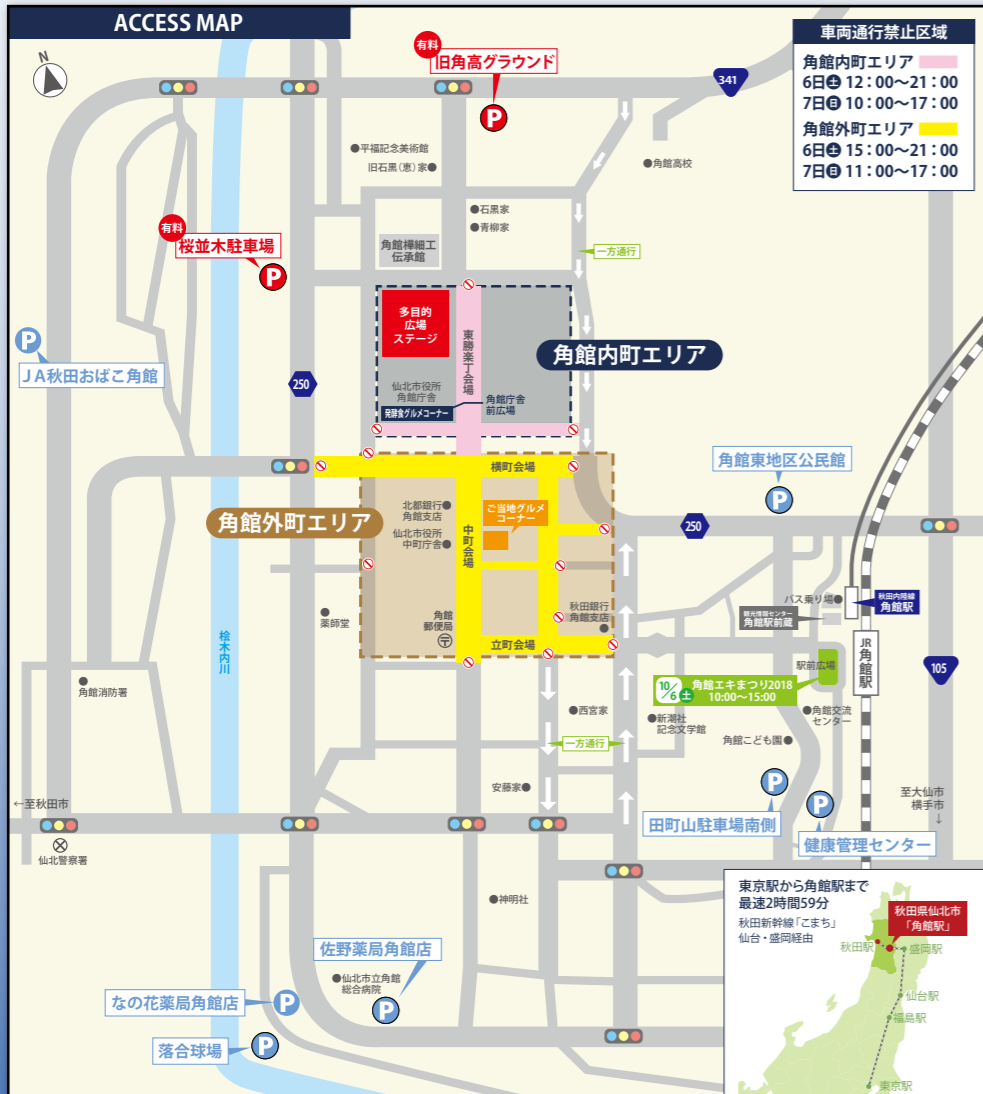 ACCESS MAP
N
有料
旧角高グラウンド
P
341
車両通行禁止区域
角館内町エリア
6日土 12:00〜21:00
7日日 10:00〜17:00
角館外町エリア
6日土 15:00〜21:00
7日日 11:00〜17:00
●平福記念美術館
旧石黒(恵)家●
●角館高校
●石黒家
●青柳家
有料
桜並木駐車場
P
角館樺細工
伝承館
一方通行
多目的
広場
ステージ
東勝楽丁会場
角館内町エリア
P
JA秋田おばこ角館
250
仙北市役所
角館庁舎
発酵食グルメコーナー
角館庁舎
前広場
横町会場
角館東地区公民館
P
角館外町エリア
北都銀行●
角館支店
仙北市役所
中町庁舎●
中町会場
ご当地グルメ
コーナー
250
バス乗り場●
秋田内陸線
角館駅
観光情報センター
角館駅前蔵
●
薬師堂
角館
郵便局
〒
秋田銀行
角館支店
●
立町会場
桧木内川
駅前広場
JR角館駅
105
●
角館消防署
10/6 土
角館エキまつり2018
10:00〜15:00
●西宮家
●新潮社
記念文学館
●角館交流
センター
角館こども園●
一方通行
安藤家●
P
田町山駐車場南側
P
健康管理センター
至大仙市
横手市
↓
←至秋田市
仙北警察署
●神明社
佐野薬局角館店
P
●仙北市立角館
総合病院
なの花薬局角館店
P
落合球場
P
東京駅から角館駅まで
最速2時間59分
秋田新幹線「こまち」
仙台・盛岡経由
秋田県仙北市
「角館駅」
秋田駅
盛岡駅
仙台駅
福島駅
東京駅